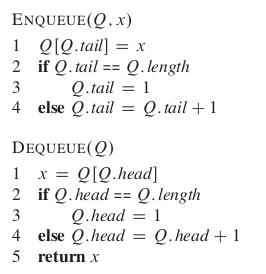 ENQUEUE(Q, x)
1 Q[Q.tail] = x
2 if Q.tail == Q.length
3 Q.tail = 1
4 else Q.tail = Q.tail + 1
DEQUEUE(Q)
1 x = Q[Q.head]
2 if Q.head == Q.length
3 Q.head = 1
4 else Q.head = Q.head + 1
5 return x